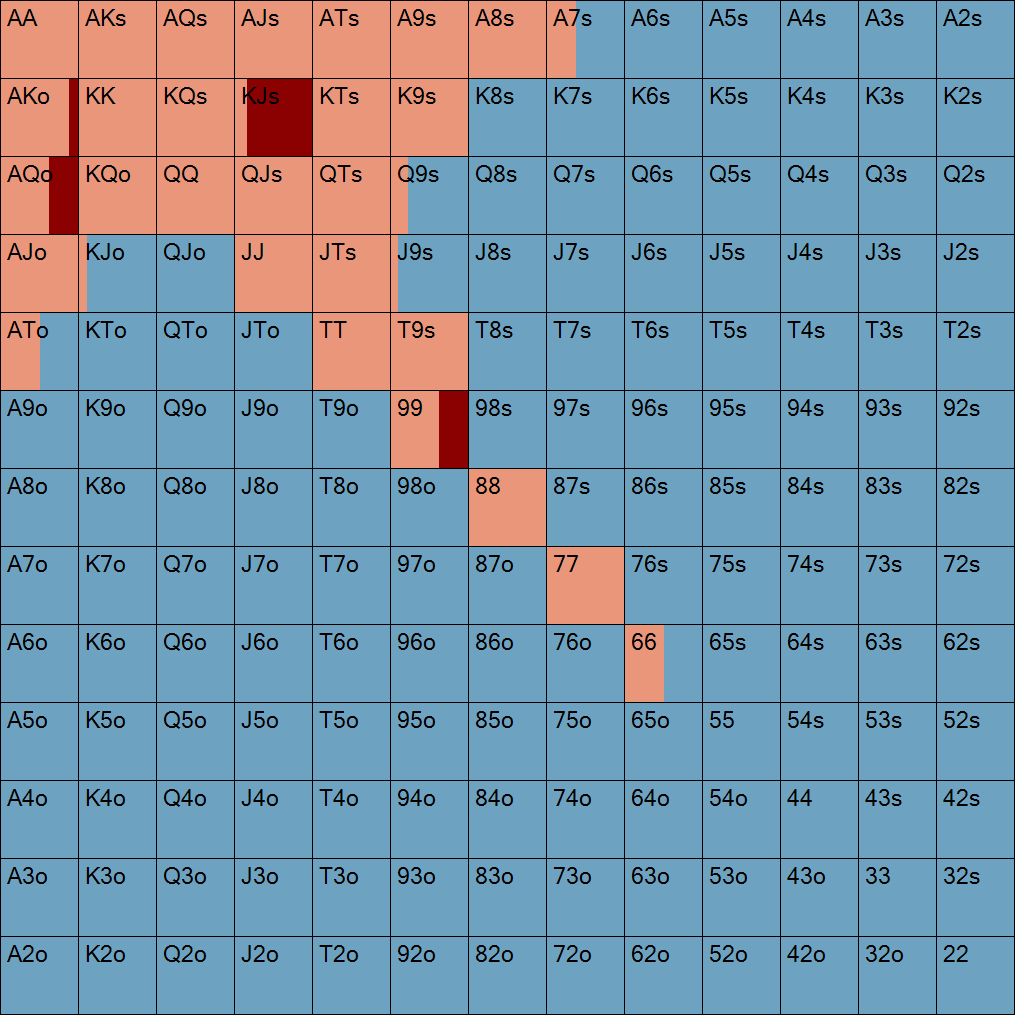 AA AKs AQs AJs ATs A9s A8s A7s A6s A5s A4s A3s A2s
AKo KK KQs KJs KTs K9s K8s K7s K6s K5s K4s K3s K2s
AQo KQo QQ QJs QTs Q9s Q8s Q7s Q6s Q5s Q4s Q3s Q2s
AJo KJo QJo JJ JTs J9s J8s J7s J6s J5s J4s J3s J2s
ATo KTo QTo JTo TT T9s T8s T7s T6s T5s T4s T3s T2s
A9o K9o Q9o J9o T9o 99 98s 97s 96s 95s 94s 93s 92s
A8o K8o Q8o J8o T8o 98o 88 87s 86s 85s 84s 83s 82s
A7o K7o Q7o J7o T7o 97o 87o 77 76s 75s 74s 73s 72s
A6o K6o Q6o J6o T6o 96o 86o 76o 66 65s 64s 63s 62s
A5o K5o Q5o J5o T5o 95o 85o 75o 65o 55 54s 53s 52s
A4o K4o Q4o J4o T4o 94o 84o 74o 64o 54o 44 43s 42s
A3o K3o Q3o J3o T3o 93o 83o 73o 63o 53o 43o 33 32s
A2o K2o Q2o J2o T2o 92o 82o 72o 62o 52o 42o 32o 22